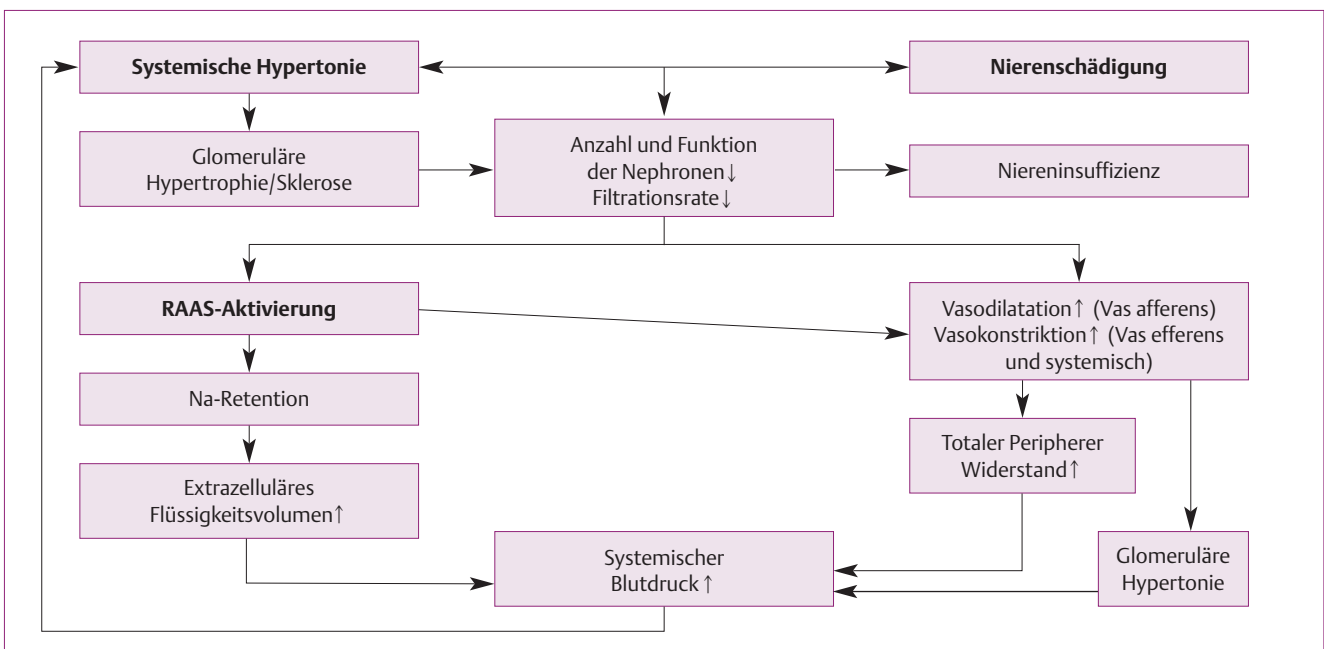 Systemische Hypertonie
Nierenschädigung
Glomeruläre
Hypertrophie/Sklerose
Anzahl und Funktion
der Nephronen↓
Filtrationsrate↓
Niereninsuffizienz
RAAS-Aktivierung
Vasodilatation↑ (Vas afferens)
Vasokonstriktion↑ (Vas efferens
und systemisch)
Na-Retention
Totaler Peripherer
Widerstand↑
Extrazelluläres
Flüssigkeitsvolumen↑
Systemischer
Blutdruck↑
Glomeruläre
Hypertonie